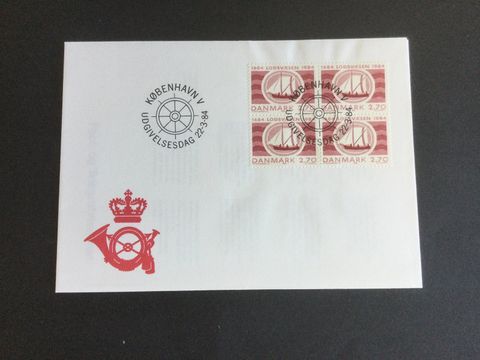 KØBENHAVN V
UDGIVELSESDAG 22-3-84
1684 LODSVÆSEN 1984
DANMARK 2.70
1684 LODSVÆSEN 1984
DANMARK 2.70
1684 LODSVÆSEN 1984
DANMARK 2.70
1684 LODSVÆSEN 1984
DANMARK 2.70
KØBENHAVN V
UDGIVELSESDAG 22-3-84